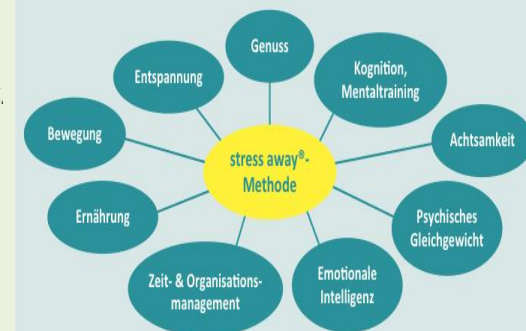 Genuss
Entspannung
Kognition,
Mentaltraining
Bewegung
stress away®-
Methode
Achtsamkeit
Ernährung
Psychisches
Gleichgewicht
Zeit- & Organisations-
management
Emotionale
Intelligenz